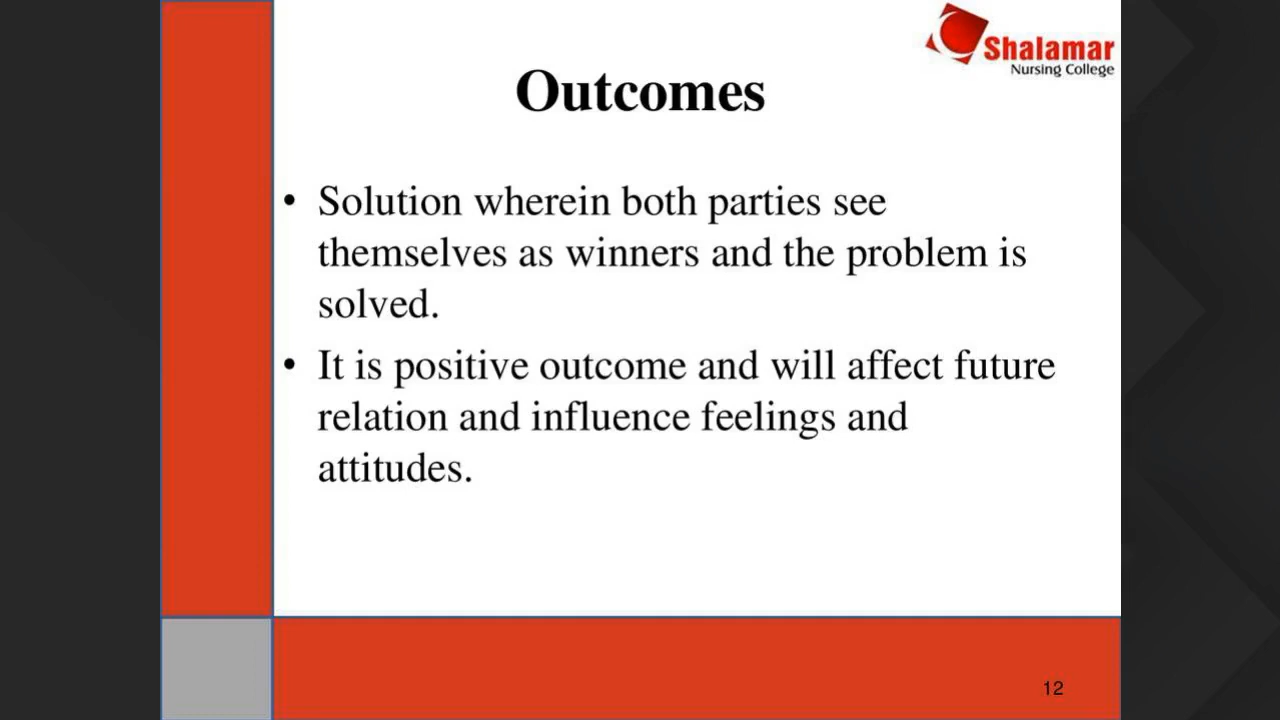 Shalamar
Nursing College
Outcomes
• Solution wherein both parties see
themselves as winners and the problem is
solved.
• It is positive outcome and will affect future
relation and influence feelings and
attitudes.
12